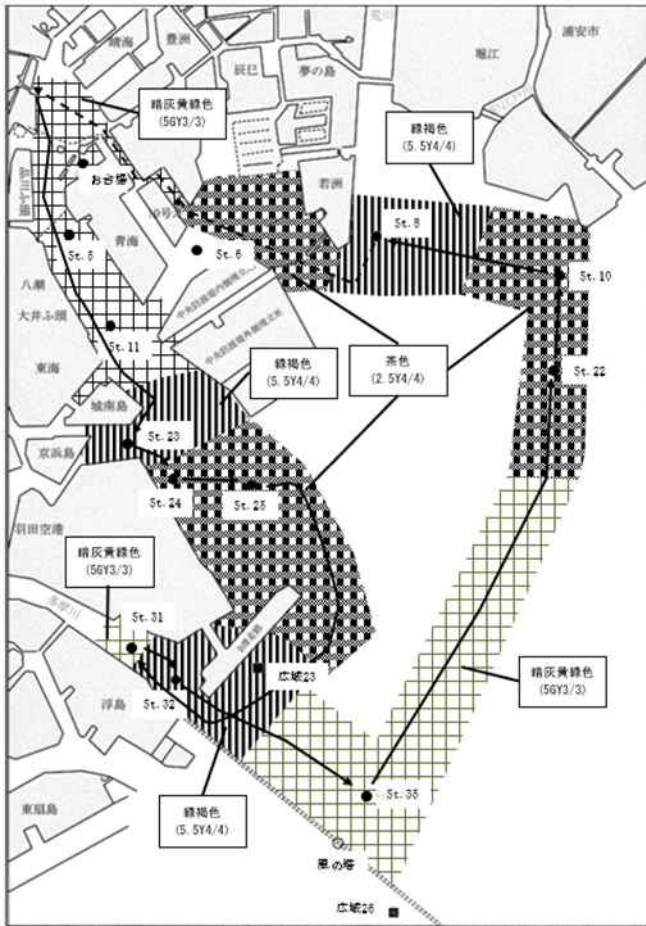 晴海
豊洲
荒川
浦安市
堀江
辰巳
夢の島
暗灰黄緑色
(5GY3/3)
緑褐色
(5.5Y4/4)
お台場
品川ふ頭
若洲
St.8
St.5
青海
St.6
St.10
八潮
大井ふ頭
中央防波堤内側埋立地
中央防波堤外側埋立地
St.11
東海
緑褐色
(5.5Y4/4)
茶色
(2.5Y4/4)
St.22
城南島
St.23
京浜島
St.24
St.25
羽田空港
暗灰黄緑色
(5GY3/3)
多摩川
St.31
広域23
暗灰黄緑色
(5GY3/3)
St.32
浮島
St.35
緑褐色
(5.5Y4/4)
東扇島
風の塔
広域26